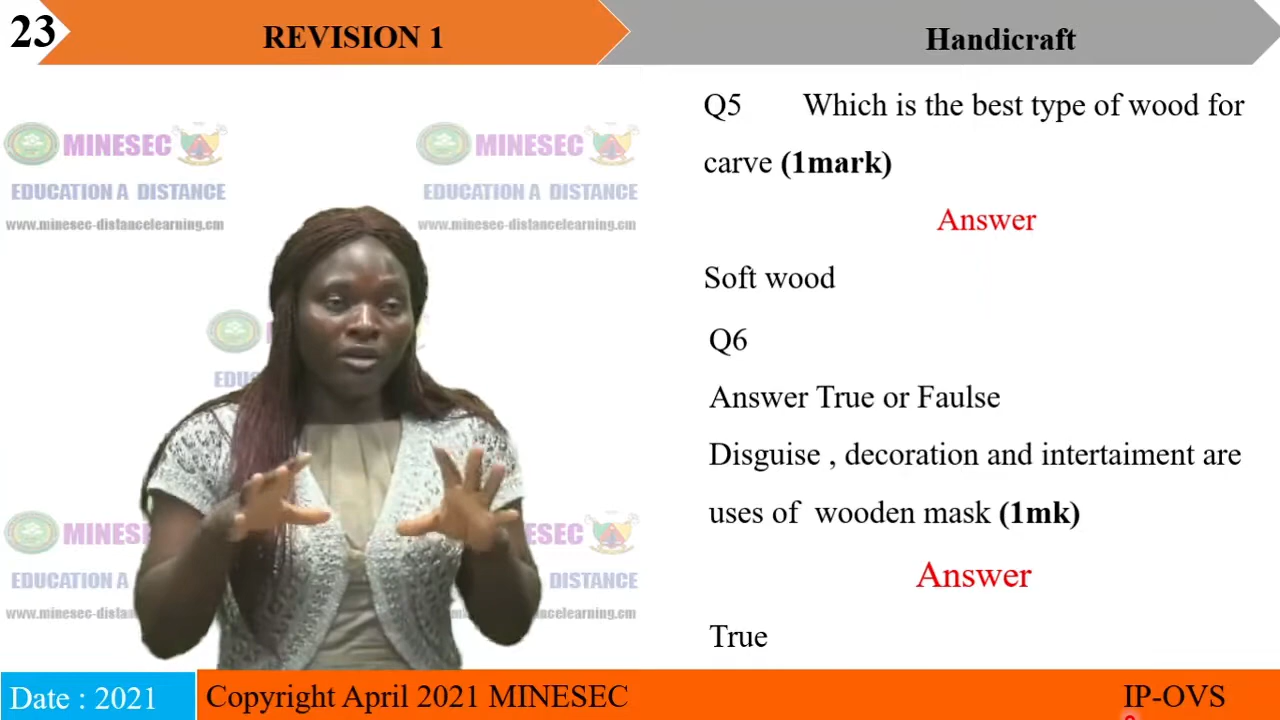 23
REVISION 1
Handicraft
MINESEC
EDUCATION A DISTANCE
www.minesec-distancelearning.cm
MINESEC
EDUCATION A DISTANCE
www.minesec-distancelearning.cm
Q5 Which is the best type of wood for
carve (1mark)
Answer
Soft wood
Q6
Answer True or Faulse
Disguise , decoration and intertaiment are
uses of wooden mask (1mk)
Answer
True
EDUCATION A
DISTANCE
Date : 2021
Copyright April 2021 MINESEC
IP-OVS